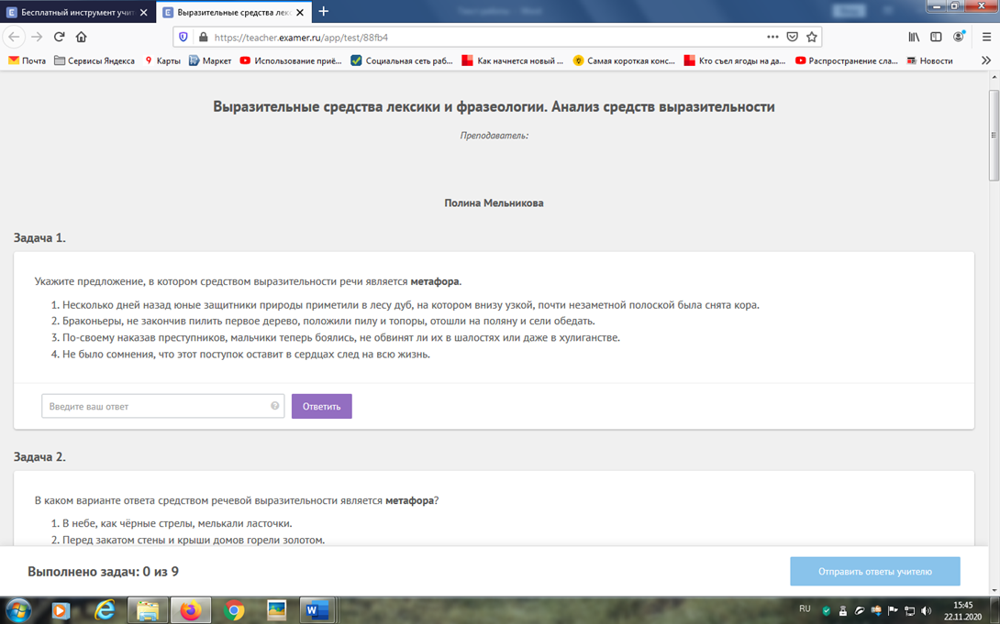 Бесплатный инструмент учит
Выразительные средства лекс
https://teacher.examer.ru/app/test/88fb4
Почта
Сервисы Яндекса
Карты
Маркет
Использование приё...
Социальная сеть раб...
Как начнется новый ...
Самая короткая конс...
Кто съел ягоды на да...
Распространение сла...
Новости
Выразительные средства лексики и фразеологии. Анализ средств выразительности
Преподаватель:
Полина Мельникова
Задача 1.
Укажите предложение, в котором средством выразительности речи является метафора.
1. Несколько дней назад юные защитники природы приметили в лесу дуб, на котором внизу узкой, почти незаметной полоской была снята кора.
2. Браконьеры, не закончив пилить первое дерево, положили пилу и топоры, отошли на поляну и сели обедать.
3. По-своему наказав преступников, мальчики теперь боялись, не обвинят ли их в шалостях или даже в хулиганстве.
4. Не было сомнения, что этот поступок оставит в сердцах след на всю жизнь.
Введите ваш ответ
Ответить
Задача 2.
В каком варианте ответа средством речевой выразительности является метафора?
1. В небе, как чёрные стрелы, мелькали ласточки.
2. Перед закатом стены и крыши домов горели золотом.
Выполнено задач: 0 из 9
Отправить ответы учителю
RU
15:45
22.11.2020